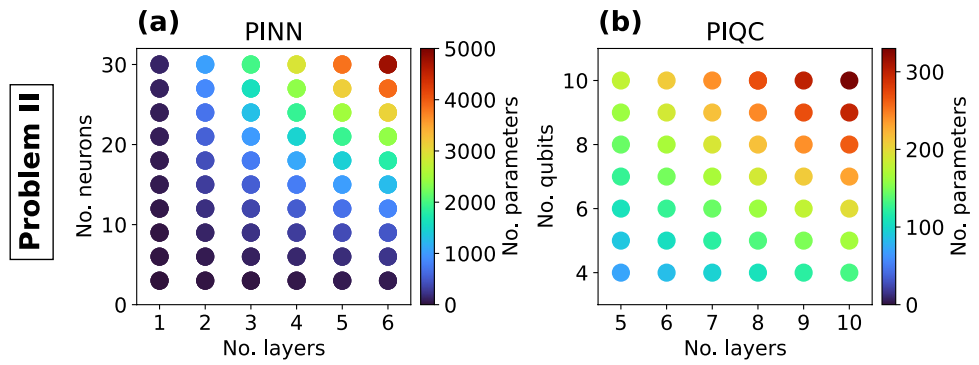 Problem II
(a)
PINN
No. neurons
30
20
10
0
1 2 3 4 5 6
No. layers
5000
4000
3000
2000
1000
0
No. parameters
(b)
PIQC
No. qubits
10
8
6
4
5 6 7 8 9 10
No. layers
300
200
100
0
No. parameters